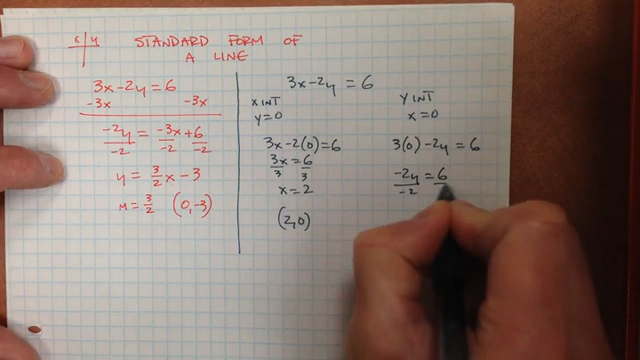 x y
STANDARD FORM OF
A LINE
3x-2y = 6
-3x -3x
-2y = -3x+6
-2 -2 -2
y = 3/2 x - 3
m = 3/2 (0,-3)
3x-2y = 6
x INT
y=0
3x-2(0)=6
3x = 6
3 3
x = 2
(2,0)
y INT
x=0
3(0) -2y = 6
-2y = 6
-2